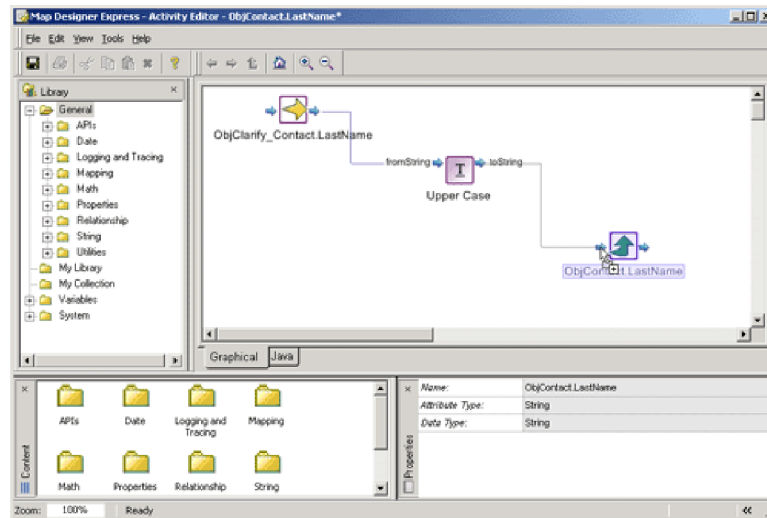 Map Designer Express - Activity Editor - ObjContact.LastName*
File Edit View Tools Help
Library
General
APIs
Date
Logging and Tracing
Mapping
Math
Properties
Relationship
String
Utilities
My Library
My Collection
Variables
System
ObjClarify_Contact.LastName
fromString
T
toString
Upper Case
ObjContact.LastName
Graphical Java
Content
APIs Date Logging and Tracing Mapping
Math Properties Relationship String
Properties
Name: ObjContact.LastName
Attribute Type: String
Data Type: String
Zoom: 100% Ready